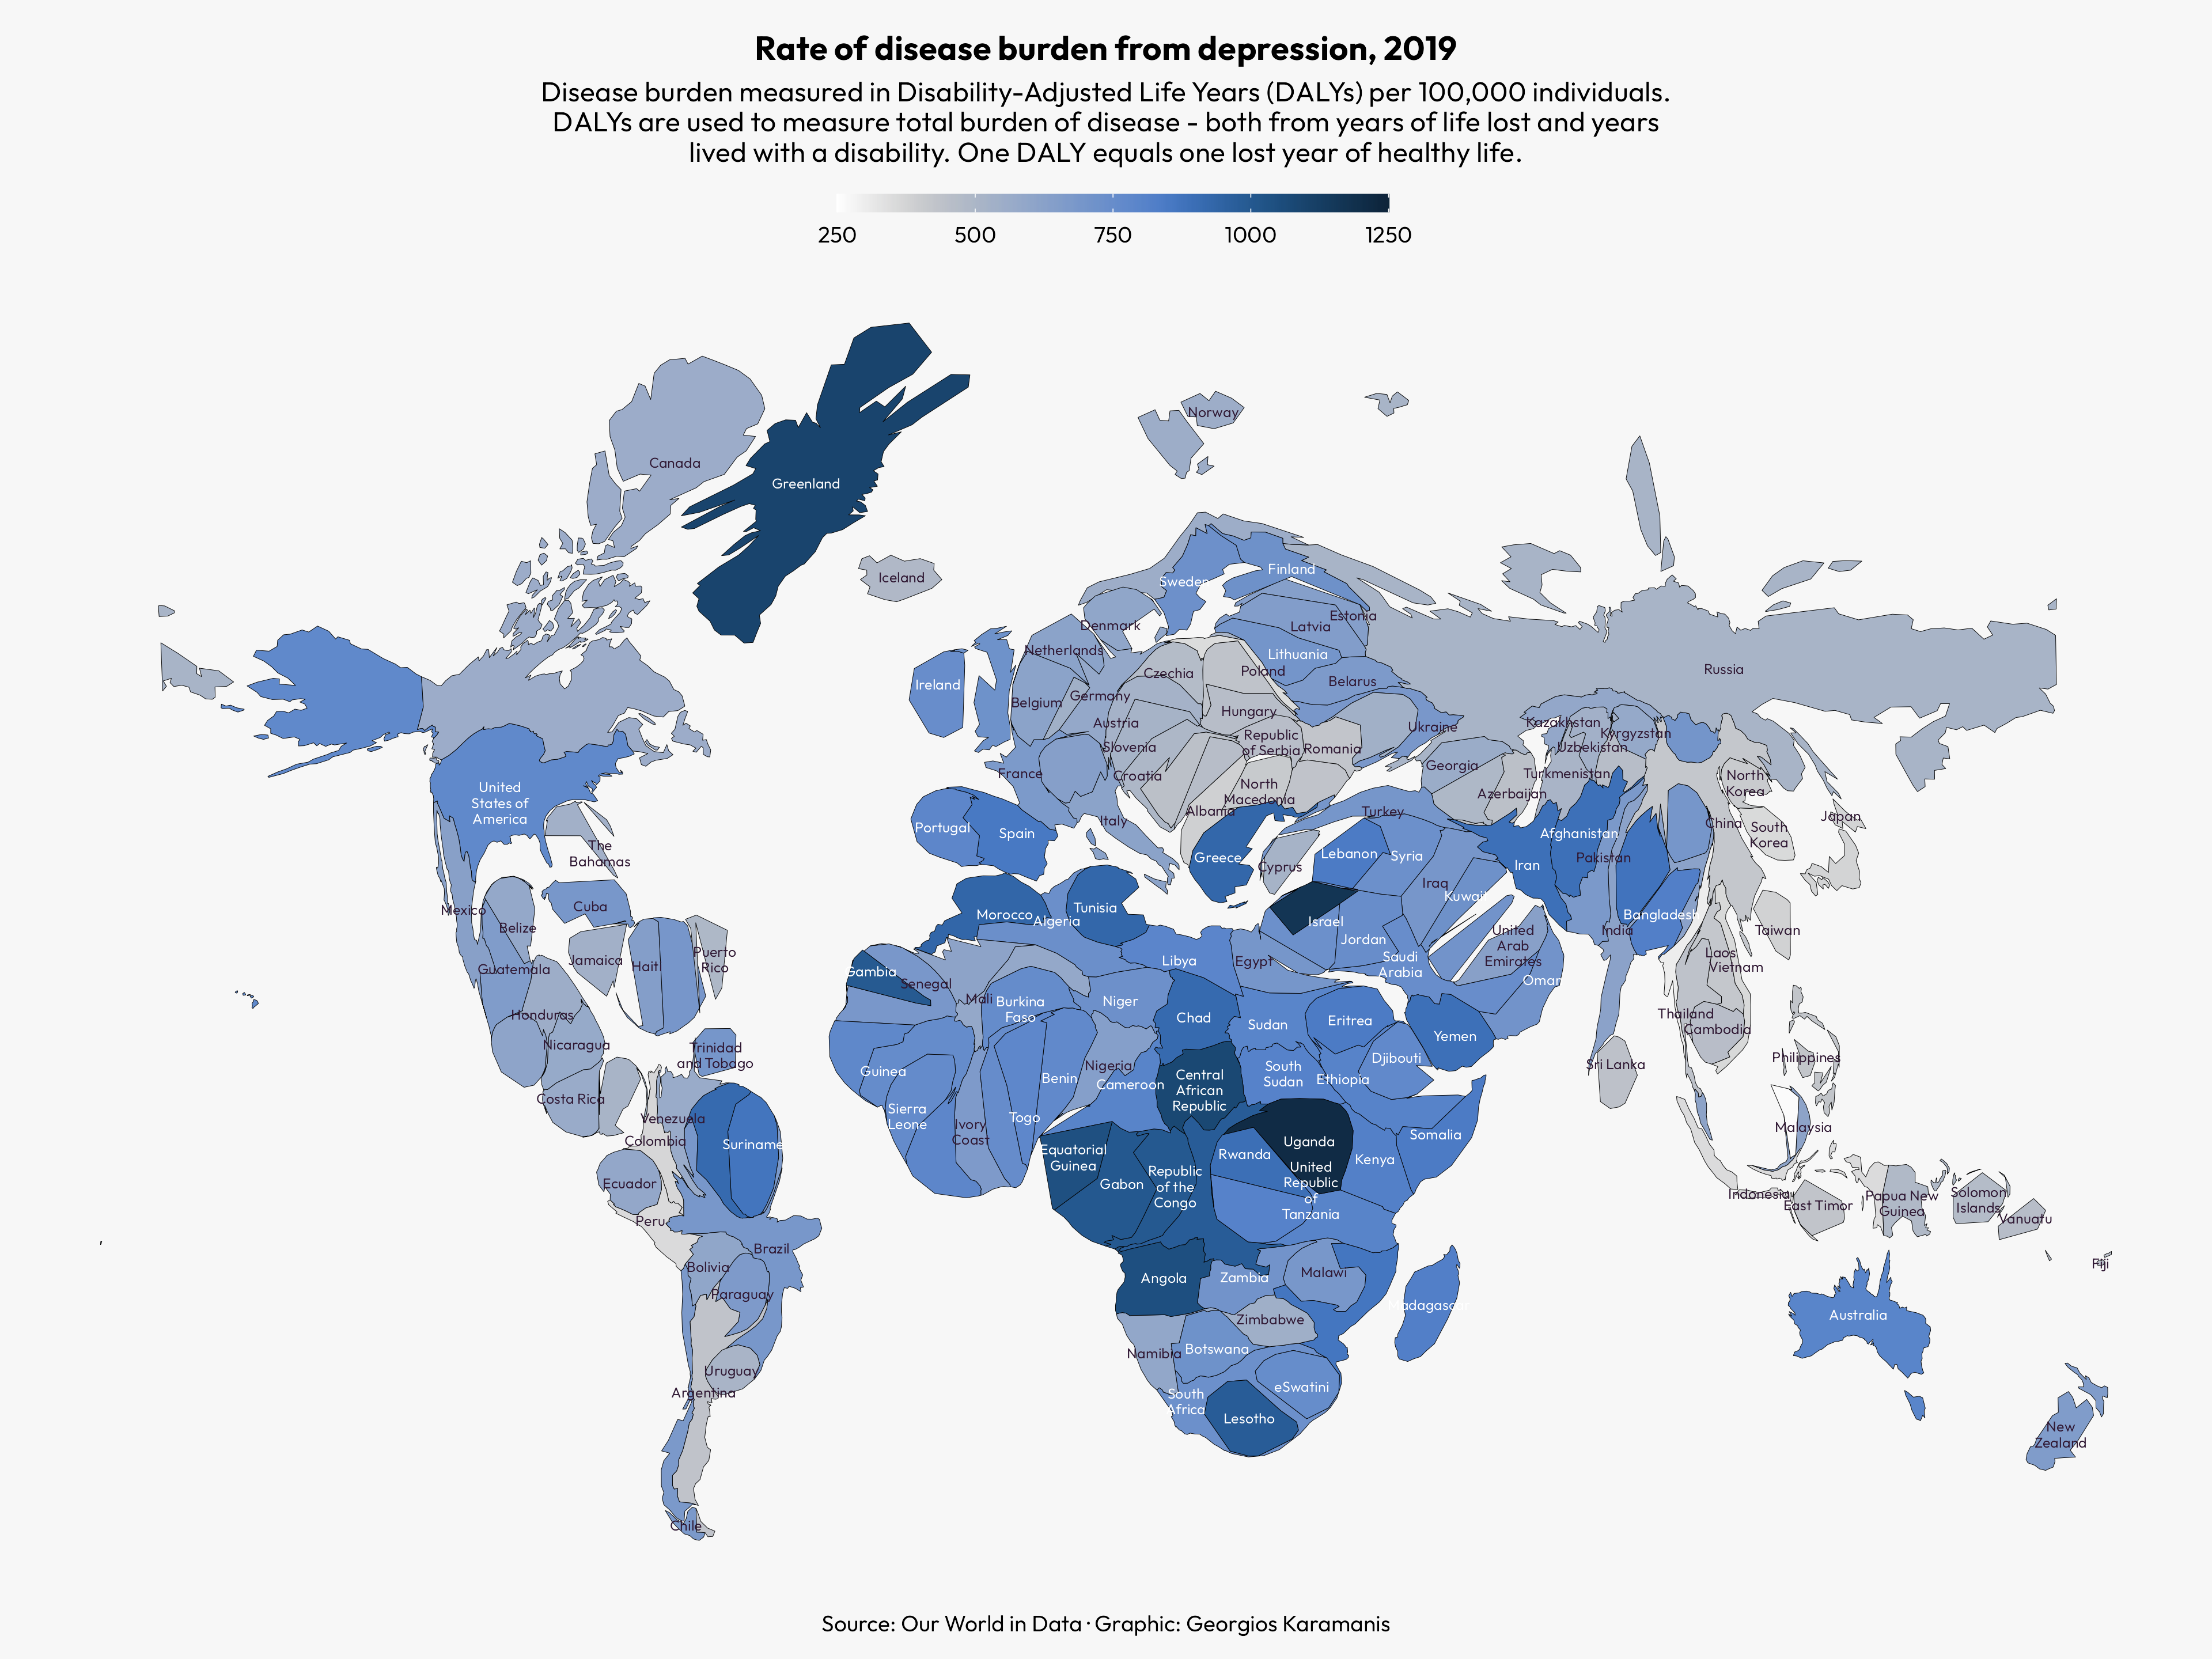 Rate of disease burden from depression, 2019
Disease burden measured in Disability-Adjusted Life Years (DALYs) per 100,000 individuals.
DALYs are used to measure total burden of disease - both from years of life lost and years
lived with a disability. One DALY equals one lost year of healthy life.
250 500 750 1000 1250
Norway
Canada
Greenland
Iceland
Sweden
Finland
Estonia
Denmark
Latvia
Netherlands
Lithuania
Russia
Czechia
Poland
Belarus
Ireland
Germany
Belgium
Hungary
Austria
Ukraine
Kazakhstan
Kyrgyzstan
Republic
of Serbia
Romania
Slovenia
Uzbekistan
Georgia
France
Croatia
Turkmenistan
North
Korea
United
States of
America
North
Macedonia
Azerbaijan
Albania
Turkey
Japan
Italy
China
Portugal
Spain
Afghanistan
South
Korea
The
Bahamas
Greece
Cyprus
Lebanon
Syria
Pakistan
Iran
Iraq
Kuwait
Mexico
Cuba
Morocco
Tunisia
Algeria
Israel
Bangladesh
Belize
India
Taiwan
Jordan
United
Arab
Emirates
Puerto
Rico
Jamaica
Haiti
Guatemala
Gambia
Senegal
Libya
Egypt
Saudi
Arabia
Oman
Laos
Vietnam
Mali
Burkina
Faso
Niger
Honduras
Chad
Sudan
Eritrea
Yemen
Thailand
Cambodia
Nicaragua
Trinidad
and Tobago
Guinea
Benin
Nigeria
Cameroon
Central
African
Republic
South
Sudan
Djibouti
Ethiopia
Sri Lanka
Philippines
Costa Rica
Sierra
Leone
Togo
Ivory
Coast
Venezuela
Colombia
Suriname
Uganda
Somalia
Malaysia
Equatorial
Guinea
Gabon
Republic
of the
Congo
Rwanda
Kenya
United
Republic
of
Tanzania
Ecuador
Indonesia
East Timor
Papua New
Guinea
Solomon
Islands
Vanuatu
Peru
Brazil
Bolivia
Angola
Zambia
Malawi
Fiji
Paraguay
Madagascar
Zimbabwe
Australia
Namibia
Botswana
Uruguay
Argentina
South
Africa
eSwatini
Lesotho
New
Zealand
Chile
Source: Our World in Data · Graphic: Georgios Karamanis